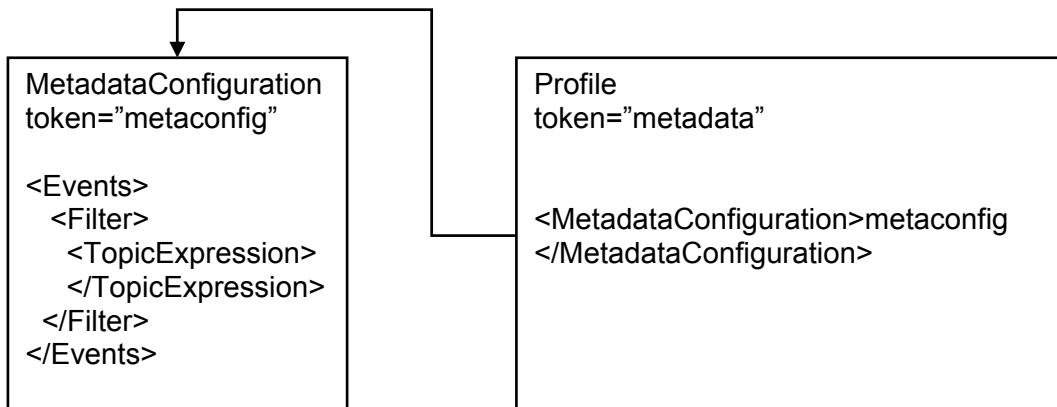 MetadataConfiguration
token=”metaconfig”
<Events>
<Filter>
<TopicExpression>
</TopicExpression>
</Filter>
</Events>
Profile
token=”metadata”
<MetadataConfiguration>metaconfig
</MetadataConfiguration>